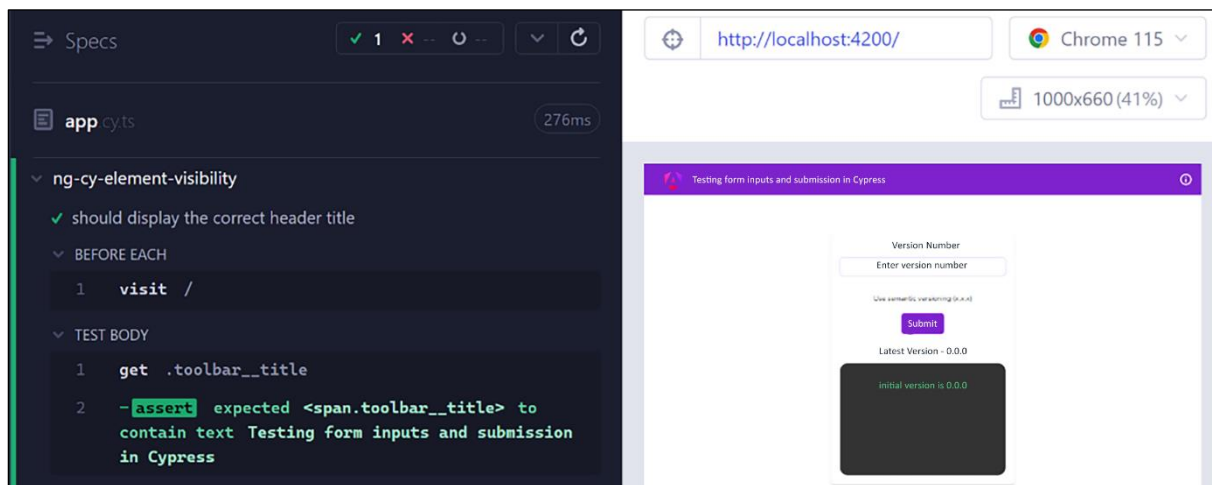 Specs
1
--
--
app.cy.ts
276ms
ng-cy-element-visibility
should display the correct header title
BEFORE EACH
1 visit /
TEST BODY
1 get .toolbar__title
2 -assert expected <span.toolbar__title> to
contain text Testing form inputs and submission
in Cypress
http://localhost:4200/
Chrome 115
1000x660 (41%)
Testing form inputs and submission in Cypress
Version Number
Enter version number
Use semantic versioning (x.x.x)
Submit
Latest Version - 0.0.0
initial version is 0.0.0